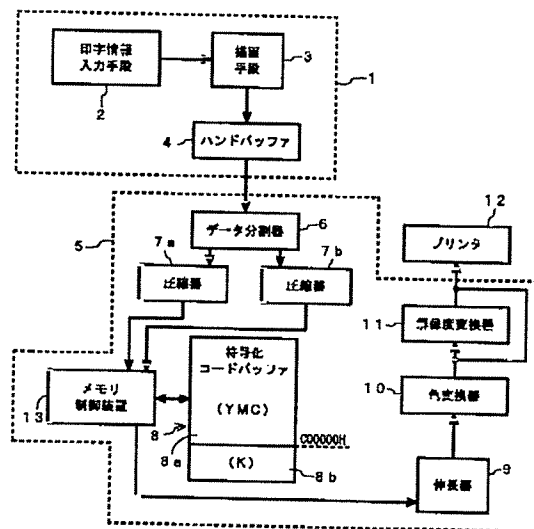 印字情報
入力手段
2
描画
手段
3
1
4
ハンドバッファ
5
データ分割器
6
7a
圧縮器
7b
圧縮器
12
プリンタ
11
解像度変換器
10
色変換器
メモリ
制御装置
13
符号化
コードバッファ
(YMC)
8
8a
C00000H
(K)
8b
伸長器
9